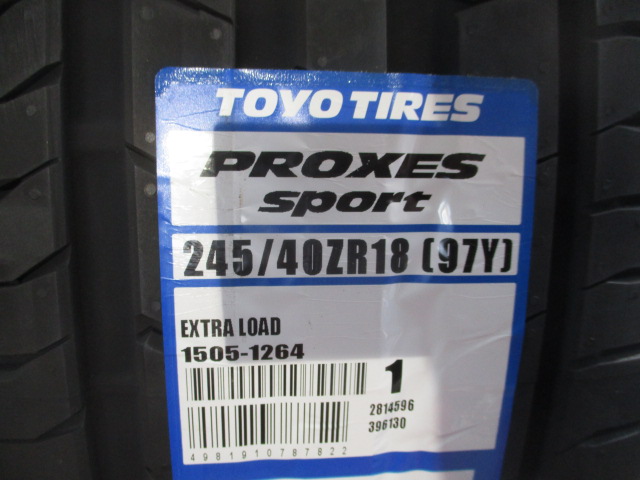 TOYO TIRES
PROXES
sport
245/40ZR18 (97Y)
EXTRA LOAD
1505-1264
1
2814596
396130
4981910787822